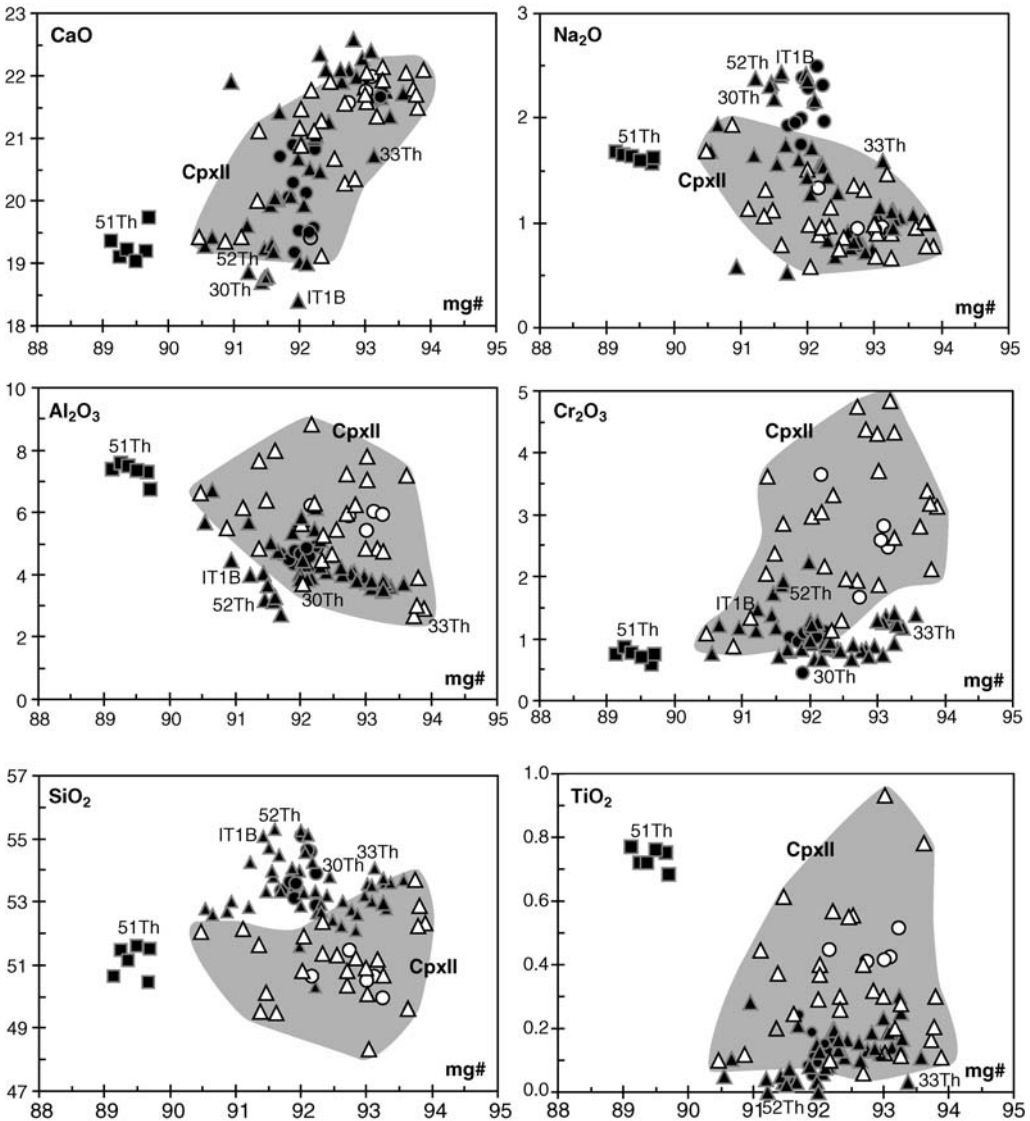 23
CaO
22
21
20
19
18
CpxII
33Th
51Th
52Th
30Th
IT1B
mg#
88 89 90 91 92 93 94 95
3
Na₂O
2
1
0
52Th
IT1B
30Th
51Th
33Th
CpxII
mg#
88 89 90 91 92 93 94 95
10
Al₂O₃
8
6
4
2
0
51Th
CpxII
IT1B
52Th
30Th
33Th
mg#
88 89 90 91 92 93 94 95
5
Cr₂O₃
4
3
2
1
0
CpxII
52Th
IT1B
51Th
33Th
30Th
mg#
88 89 90 91 92 93 94 95
57
SiO₂
55
53
51
49
47
52Th
IT1B
30Th
33Th
51Th
CpxII
mg#
88 89 90 91 92 93 94 95
1.0
TiO₂
0.8
0.6
0.4
0.2
0.0
51Th
CpxII
33Th
52Th
mg#
88 89 90 91 92 93 94 95